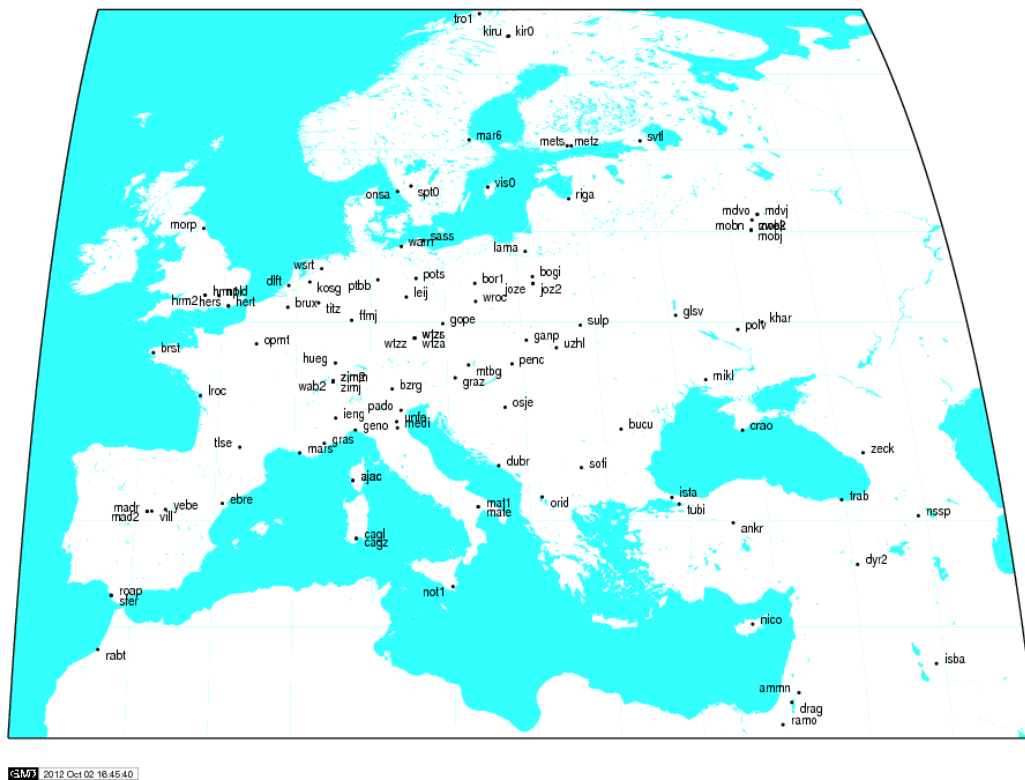 tro1
kiru kir0
mar6
mets metz
svtl
vis0
onsa spt0
riga
morp
mdvo mdvj
mobn
mobj
warn sass
lama
wsrt
dlft
kosg
ptbb
pots
bor1
bogi
joze joz2
hrm2
hers hert
brux
titz
leij
wroc
ffmj
gope
sulp
glsv
polv
khar
opmt
wtzz
wtza
ganp
uzhl
brst
hueg
mtbg
penc
wab2
zimj
bzrg
graz
mikl
lroc
pado
osje
ieng
medi
geno
bucu
crao
tlse
gras
mars
dubr
sofi
zeck
ajac
ebre
mat1
mate
orid
ista
tubi
trab
nssp
madr
mad2
vill
yebe
ankr
cagl
cagz
dyr2
not1
roap
sfer
nico
rabt
isba
ammn
drag
ramo
GMD 2012 Oct 02 16:45:40